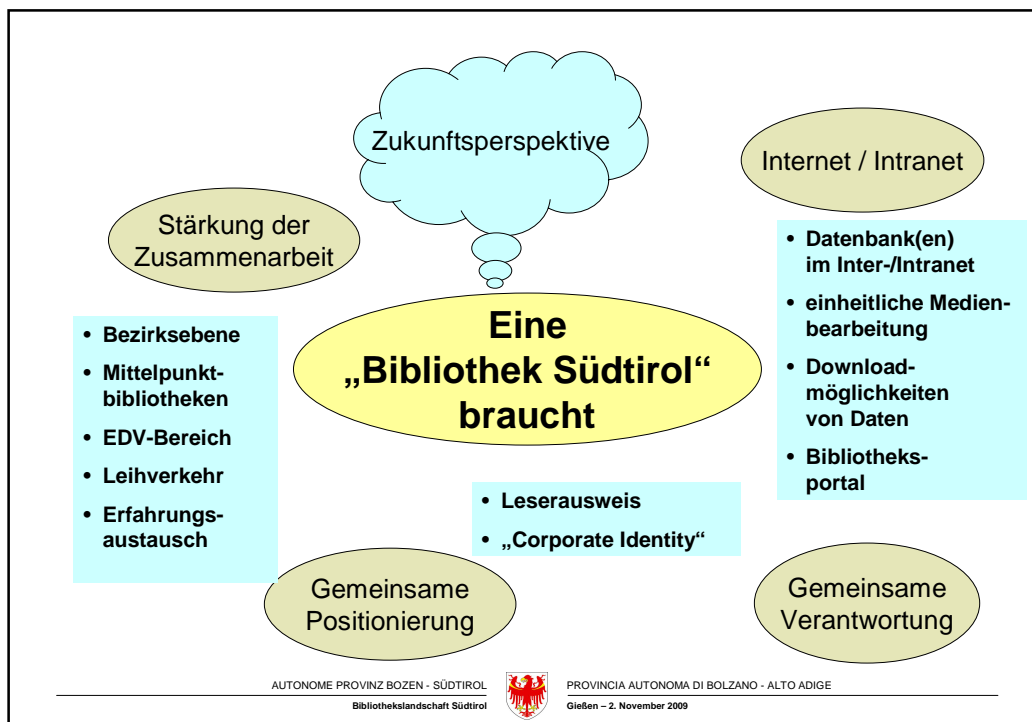 Zukunftsperspektive
Internet / Intranet
Stärkung der
Zusammenarbeit
• Datenbank(en)
im Inter-/Intranet
• einheitliche Medien-
bearbeitung
• Download-
möglichkeiten
von Daten
• Bibliotheks-
portal
Eine
„Bibliothek Südtirol“
braucht
• Bezirksebene
• Mittelpunkt-
bibliotheken
• EDV-Bereich
• Leihverkehr
• Erfahrungs-
austausch
• Leserausweis
• „Corporate Identity“
Gemeinsame
Positionierung
Gemeinsame
Verantwortung
AUTONOME PROVINZ BOZEN - SÜDTIROL
Bibliothekslandschaft Südtirol
PROVINCIA AUTONOMA DI BOLZANO - ALTO ADIGE
Gießen – 2. November 2009